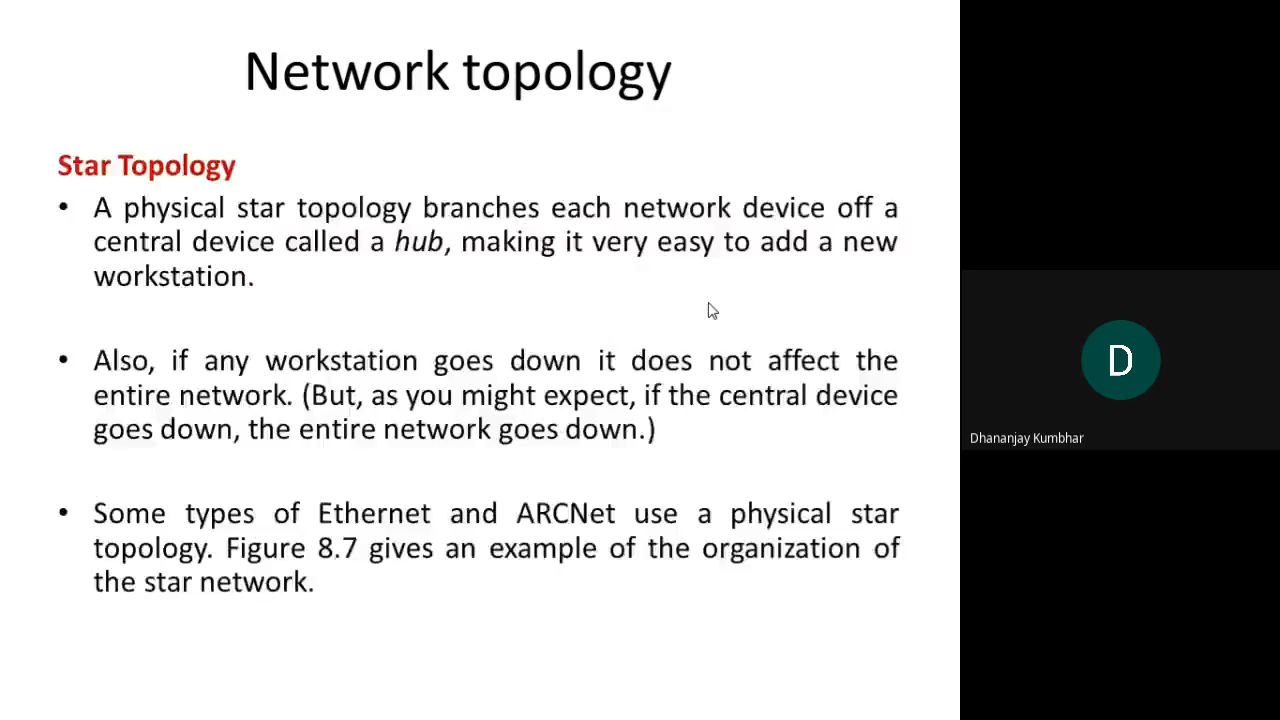 Network topology
Star Topology
• A physical star topology branches each network device off a
central device called a hub, making it very easy to add a new
workstation.
• Also, if any workstation goes down it does not affect the
entire network. (But, as you might expect, if the central device
goes down, the entire network goes down.)
• Some types of Ethernet and ARCNet use a physical star
topology. Figure 8.7 gives an example of the organization of
the star network.
D
Dhananjay Kumbhar